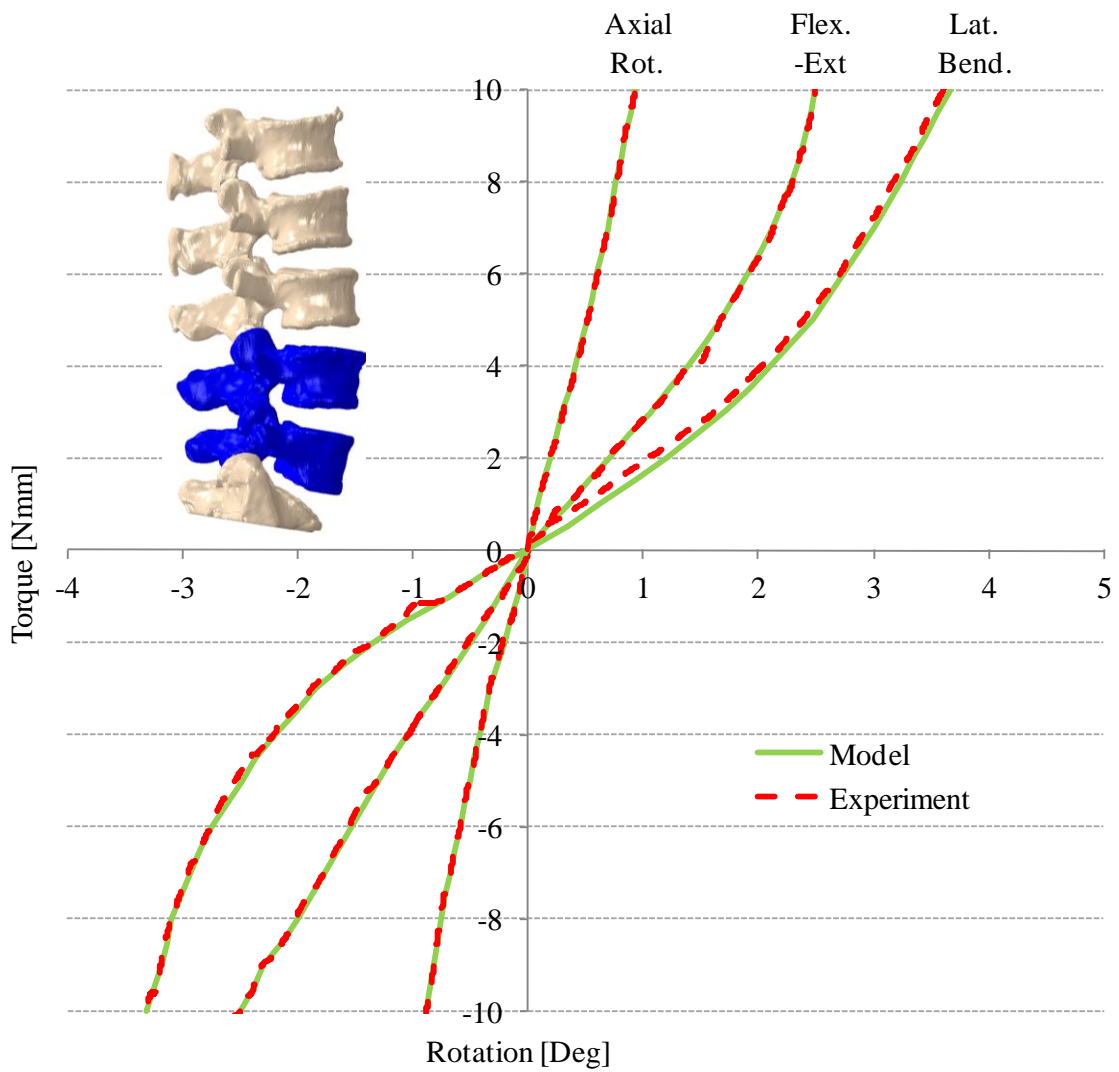 Axial Flex. Lat.
Rot. -Ext Bend.
10
8
6
4
2
0
-4 -3 -2 -1 0 1 2 3 4 5
-2
-4
-6
-8
-10
Torque [Nmm]
Model
Experiment
Rotation [Deg]